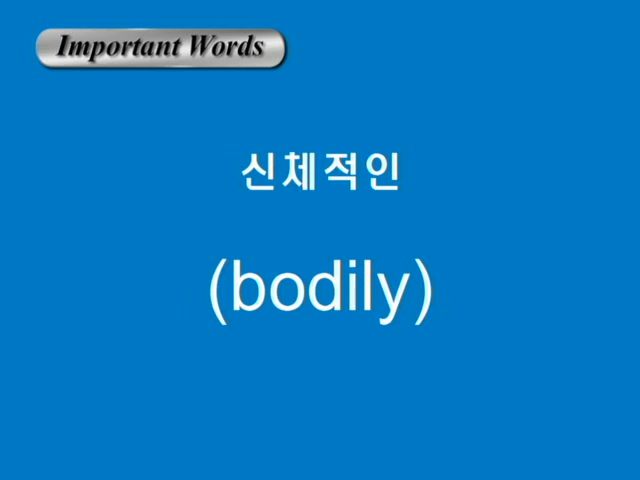 Important Words
신체적인
(bodily)